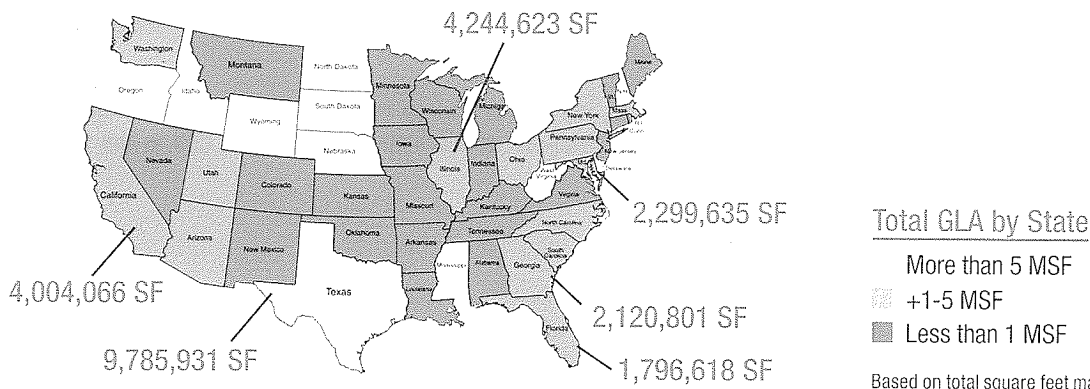 4,244,623 SF
Washington
Montana
North Dakota
Minnesota
Maine
Oregon
Idaho
South Dakota
Wisconsin
Michigan
New York
Mass
Wyoming
Iowa
Pennsylvania
Nebraska
New Jersey
Nevada
Utah
Illinois
Indiana
Ohio
Delaware
California
Colorado
Kansas
Missouri
Kentucky
West Virginia
Virginia
2,299,635 SF
Arizona
New Mexico
Oklahoma
Arkansas
Tennessee
North Carolina
South Carolina
Mississippi
Alabama
Georgia
4,004,066 SF
Texas
Louisiana
2,120,801 SF
Florida
9,785,931 SF
1,796,618 SF
Total GLA by State
More than 5 MSF
+1-5 MSF
Less than 1 MSF
Based on total square feet